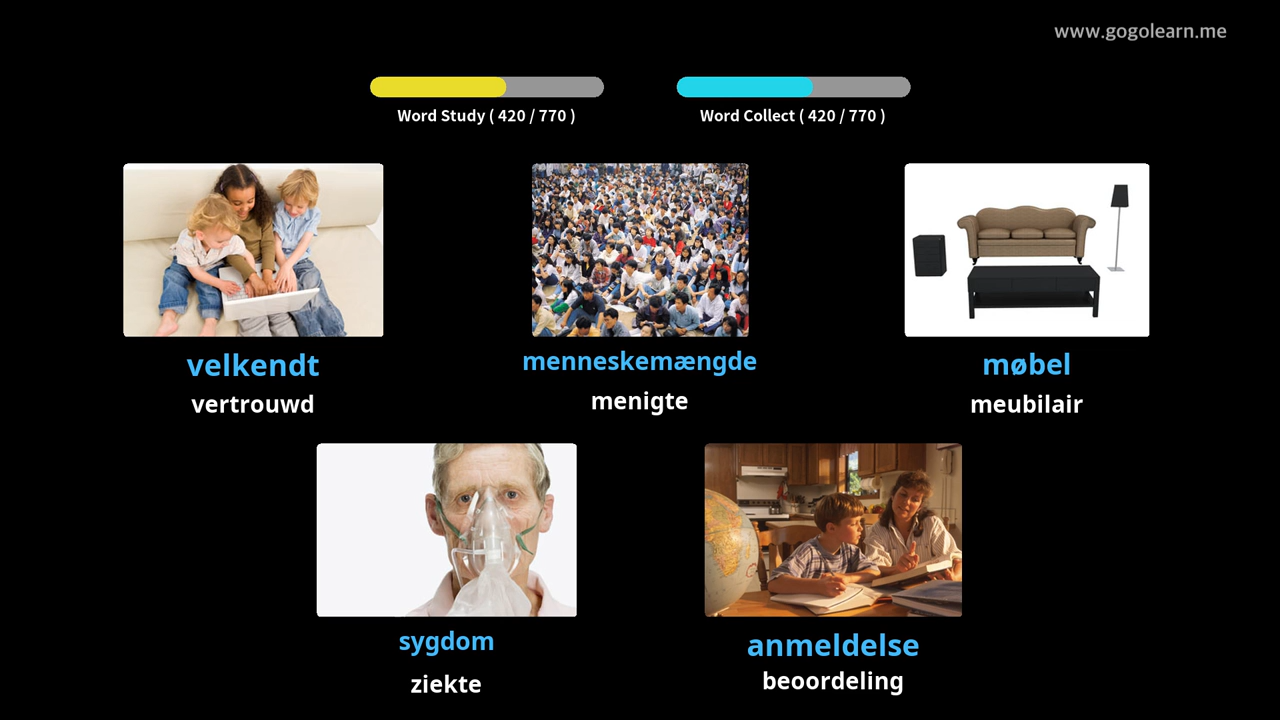 www.gogolearn.me
Word Study ( 420 / 770 )
Word Collect ( 420 / 770 )
velkendt
vertrouwd
menneskemængde
menigte
møbel
meubilair
sygdom
ziekte
anmeldelse
beoordeling